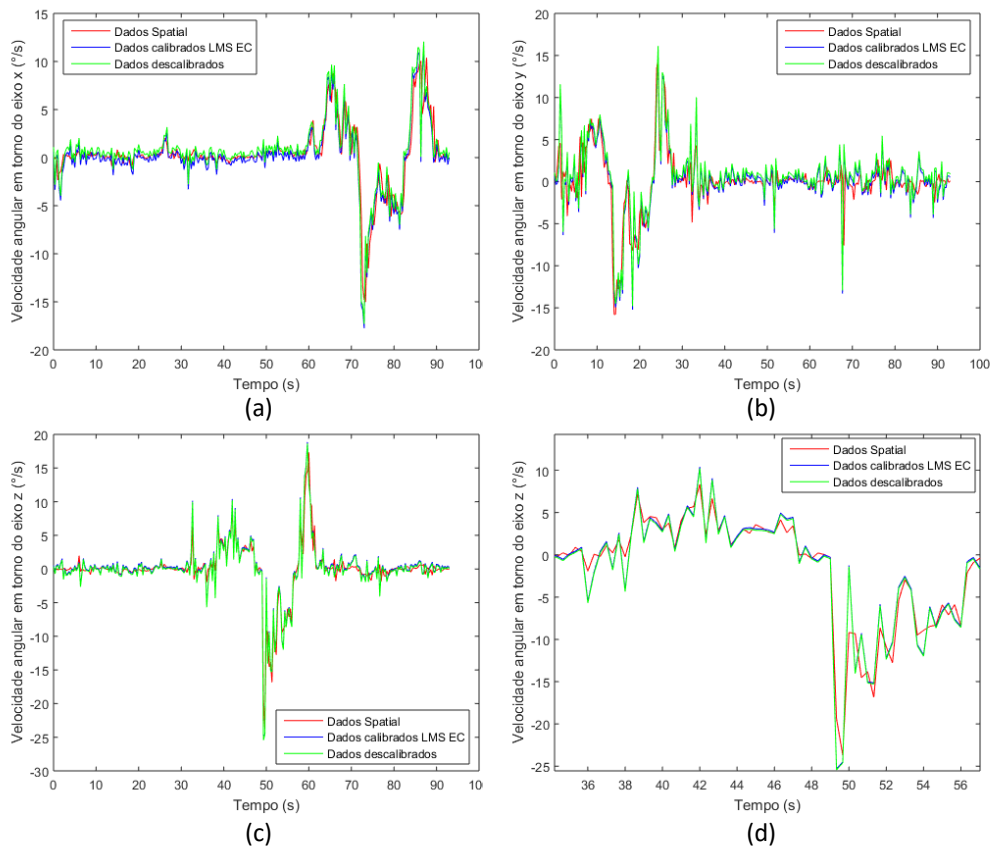 20
15
10
5
0
-5
-10
-15
-20
Velocidade angular em torno do eixo x (°/s)
Dados Spatial
Dados calibrados LMS EC
Dados descalibrados
0 10 20 30 40 50 60 70 80 90 100
Tempo (s)
(a)
20
15
10
5
0
-5
-10
-15
-20
Velocidade angular em torno do eixo y (°/s)
Dados Spatial
Dados calibrados LMS EC
Dados descalibrados
0 10 20 30 40 50 60 70 80 90 100
Tempo (s)
(b)
20
15
10
5
0
-5
-10
-15
-20
-25
-30
Velocidade angular em torno do eixo z (°/s)
Dados Spatial
Dados calibrados LMS EC
Dados descalibrados
0 10 20 30 40 50 60 70 80 90 100
Tempo (s)
(c)
10
5
0
-5
-10
-15
-20
-25
Velocidade angular em torno do eixo z (°/s)
Dados Spatial
Dados calibrados LMS EC
Dados descalibrados
36 38 40 42 44 46 48 50 52 54 56
Tempo (s)
(d)